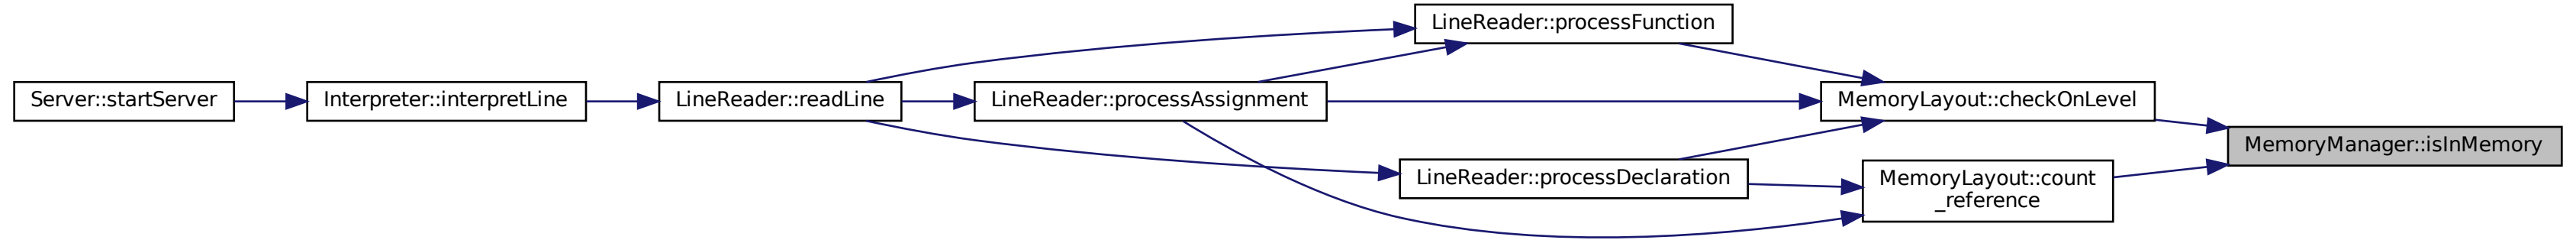 LineReader::processFunction
Server::startServer
Interpreter::interpretLine
LineReader::readLine
LineReader::processAssignment
MemoryLayout::checkOnLevel
MemoryManager::isInMemory
LineReader::processDeclaration
MemoryLayout::count
_reference